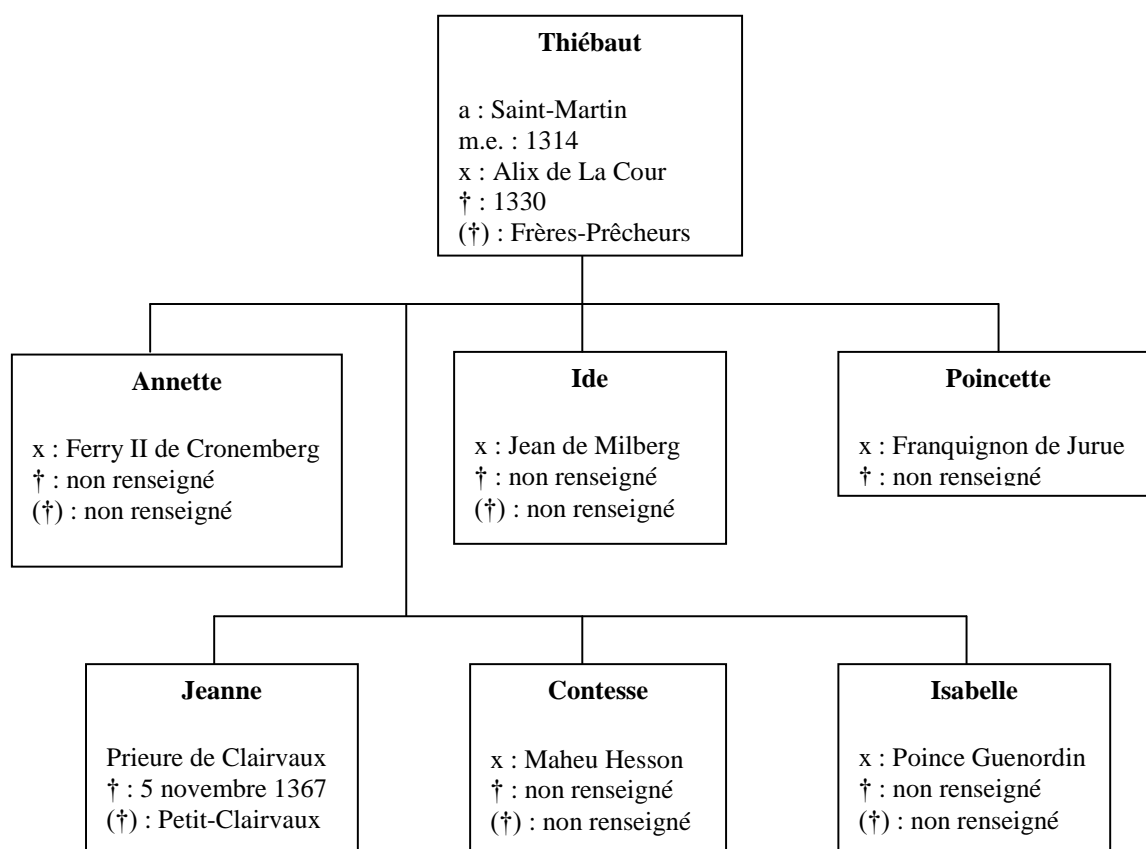 Thiébaut
a : Saint-Martin
m.e. : 1314
x : Alix de La Cour
† : 1330
(†) : Frères-Prêcheurs
Annette
x : Ferry II de Cronemberg
† : non renseigné
(†) : non renseigné
Ide
x : Jean de Milberg
† : non renseigné
(†) : non renseigné
Poincette
x : Franquignon de Jurue
† : non renseigné
Jeanne
Prieure de Clairvaux
† : 5 novembre 1367
(†) : Petit-Clairvaux
Contesse
x : Maheu Hesson
† : non renseigné
(†) : non renseigné
Isabelle
x : Poince Guenordin
† : non renseigné
(†) : non renseigné